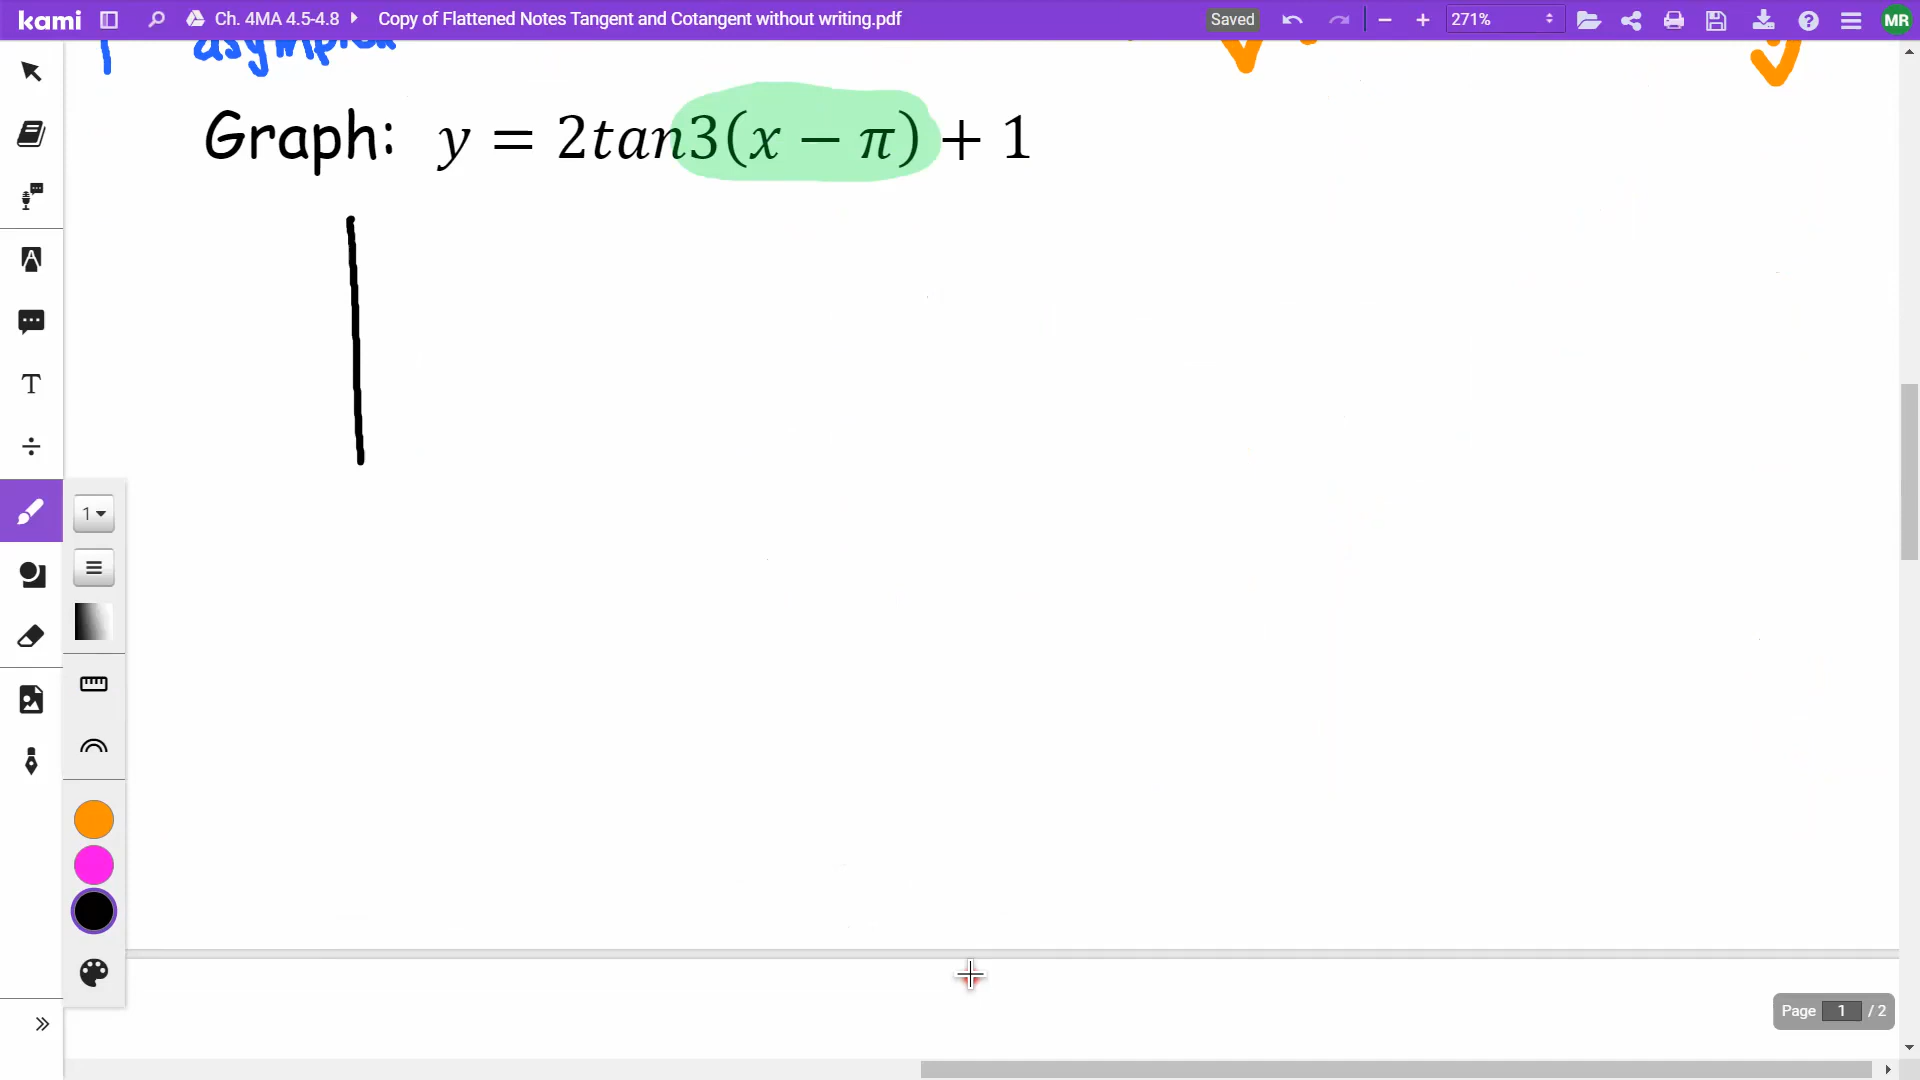 kami Ch. 4MA 4.5-4.8 Copy of Flattened Notes Tangent and Cotangent without writing.pdf Saved 271% MR
Graph: y = 2tan3(x − π) + 1
T
1
Page 1 / 2